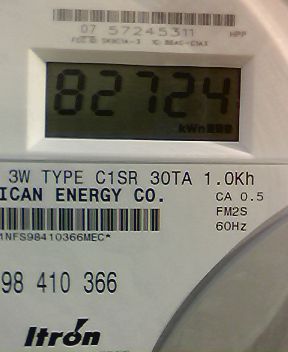 07 57245311
HPP
82724
kWh
3W TYPE C1SR 30TA 1.0Kh
ICAN ENERGY CO.
CA 0.5
FM2S
60Hz
1NFS98410366MEC*
98 410 366
Itron